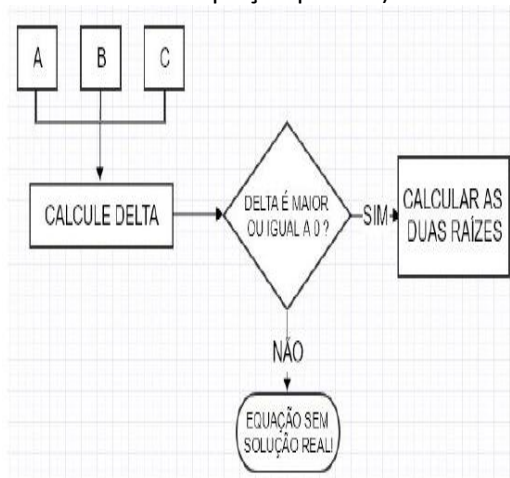 A
B
C
CALCULE DELTA
DELTA É MAIOR
OU IGUAL A 0 ?
SIM
CALCULAR AS
DUAS RAÍZES
NÃO
EQUAÇÃO SEM
SOLUÇÃO REAL!